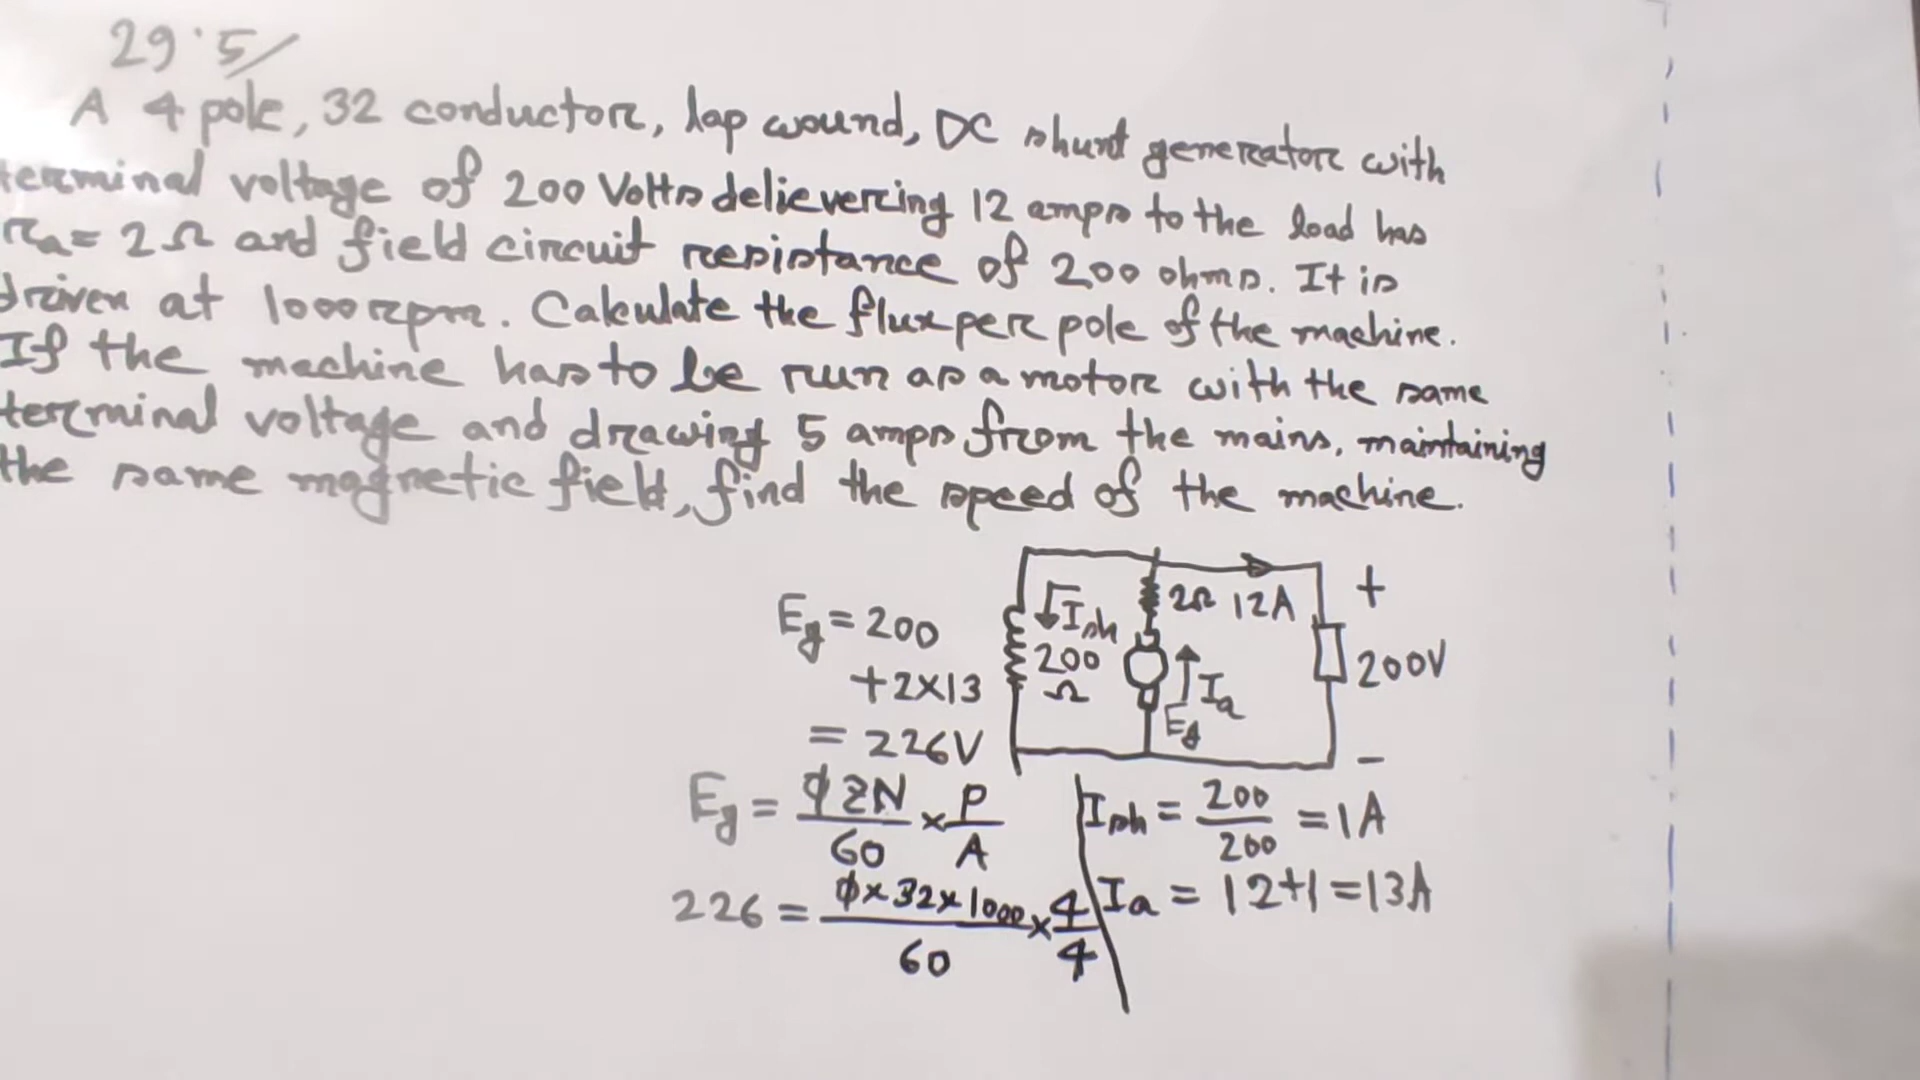 29.5/
A 4 pole, 32 conductor, lap wound, DC shunt generator with
terminal voltage of 200 Volts delievering 12 amps to the load has
ra = 2Ω and field circuit resistance of 200 ohms. It is
driven at 1000 rpm. Calculate the flux per pole of the machine.
If the machine has to be run as a motor with the same
terminal voltage and drawing 5 amps from the mains, maintaining
the same magnetic field, find the speed of the machine.
Eg = 200
+2×13
= 226V
Ish
200
Ω
2Ω 12A
Ia
Eg
+
200V
−
Eg = ϕZN/60 × P/A
226 = ϕ×32×1000/60 × 4/4
Ish = 200/200 = 1A
Ia = 12+1 = 13A